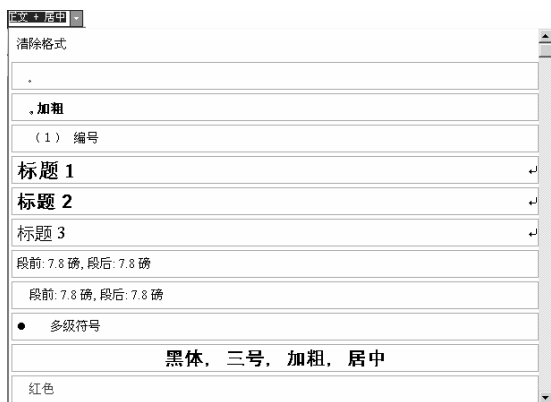 正文 + 居中
清除格式
。
。加粗
（1） 编号
标题 1
标题 2
标题 3
段前: 7.8 磅, 段后: 7.8 磅
段前: 7.8 磅, 段后: 7.8 磅
● 多级符号
黑体， 三号， 加粗， 居中
红色